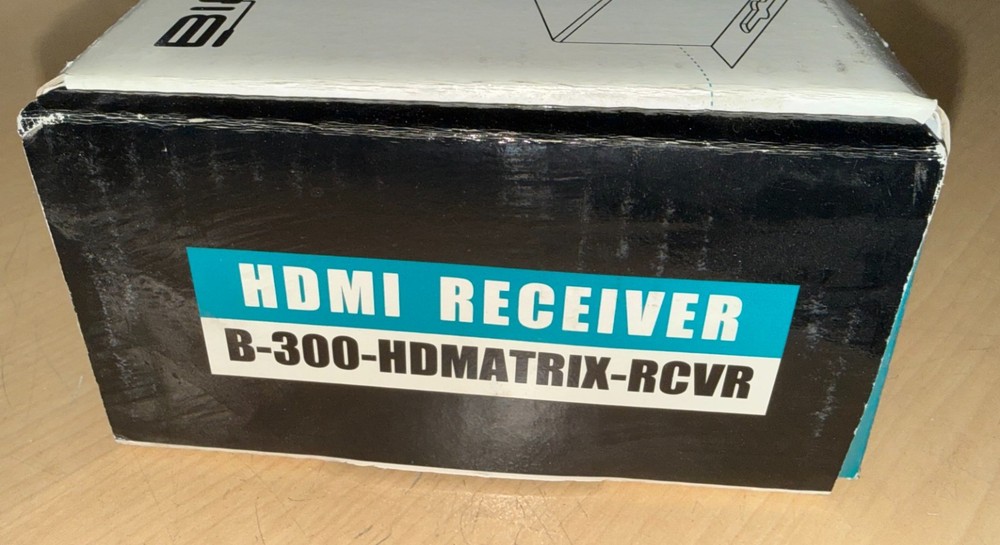 HDMI RECEIVER
B-300-HDMATRIX-RCVR